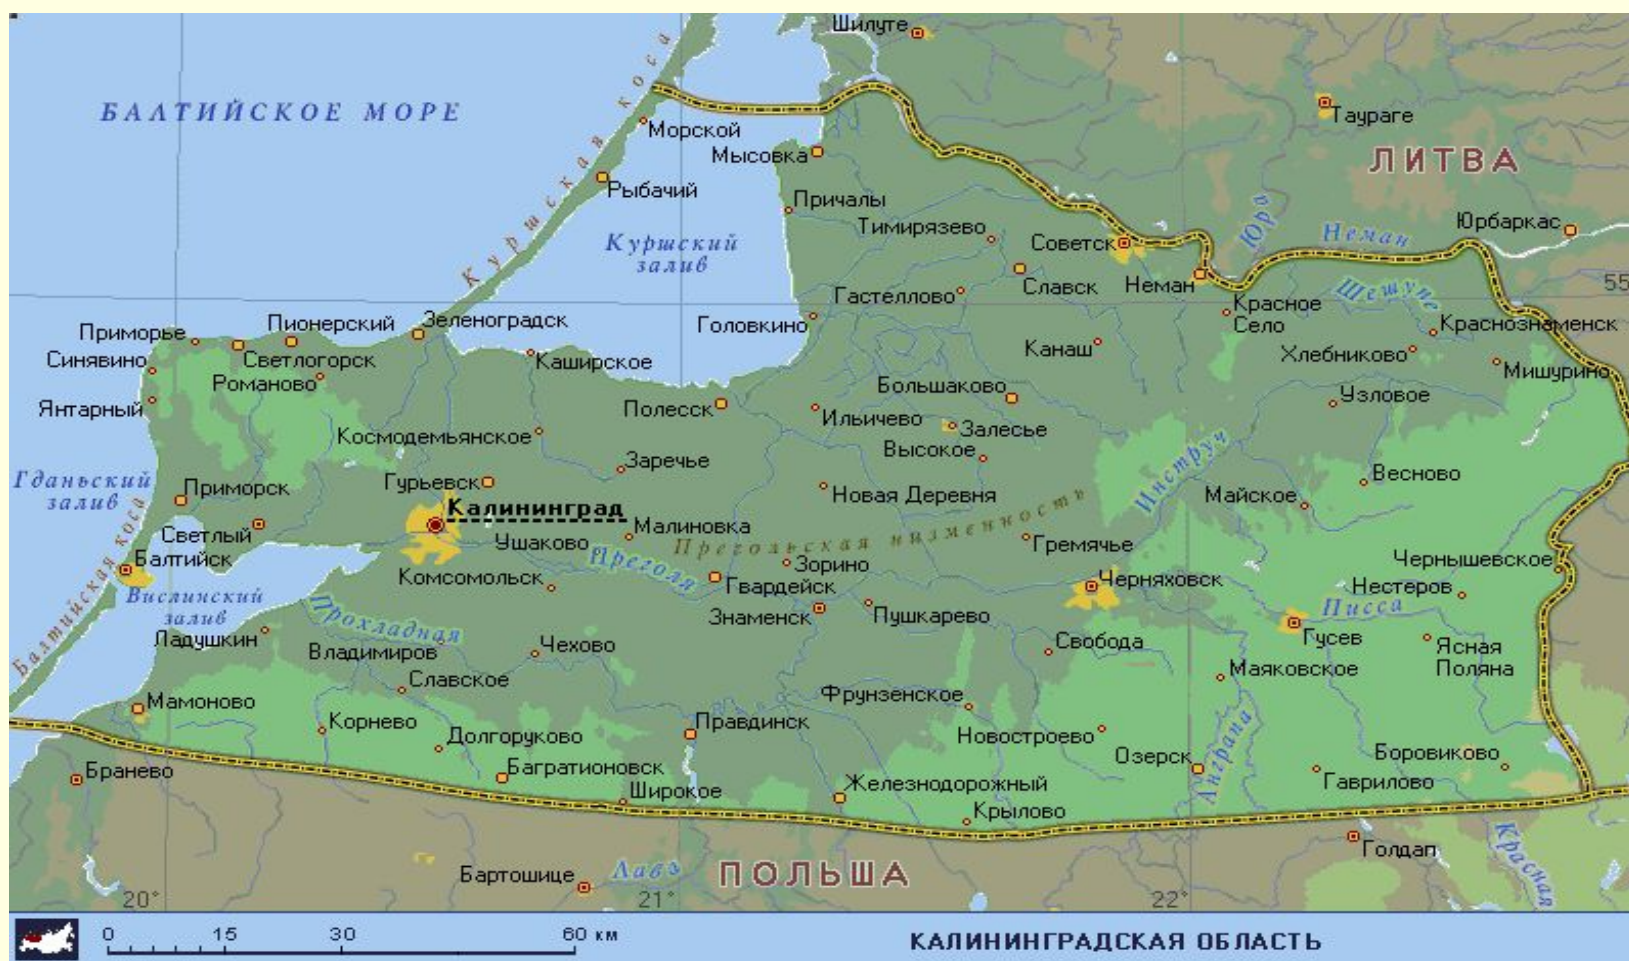 Шилуте
БАЛТИЙСКОЕ МОРЕ
Куршская коса
Таураге
Морской
Мысовка
ЛИТВА
Рыбачий
Причалы
Юро
Юрбаркас
Тимирязево
Советск
Неман
Куршский
залив
Славск
Неман
Шешупе
55
Гастеллово
Красное
Село
Приморье
Пионерский
Зеленоградск
Головкино
Краснознаменск
Синявино
Светлогорск
Каширское
Канаш
Хлебниково
Мишурино
Романово
Большаково
Узловое
Янтарный
Полесск
Ильичево
Залесье
Космодемьянское
Высокое
Инструч
Заречье
Весново
Гданьский
залив
Приморск
Гурьевск
Новая Деревня
Майское
Калининград
Светлый
Ушаково
Малиновка
Прегольская низменность
Гремячье
Балтийск
Преголя
Зорино
Чернышевское
Балтийская коса
Комсомольск
Гвардейск
Черняховск
Нестеров
Вислинский
залив
Прохладная
Знаменск
Пушкарево
Писса
Ладушкин
Владимиров
Чехово
Свобода
Гусев
Ясная
Поляна
Славское
Фрунзенское
Маяковское
Мамоново
Корнево
Долгоруково
Правдинск
Новостроево
Анграпа
Озерск
Боровиково
Бранево
Багратионовск
Широкое
Железнодорожный
Гаврилово
Крылово
Красная
Голдап
Бартошице
Лава
ПОЛЬША
20°
21°
22°
0 15 30 60 км
КАЛИНИНГРАДСКАЯ ОБЛАСТЬ